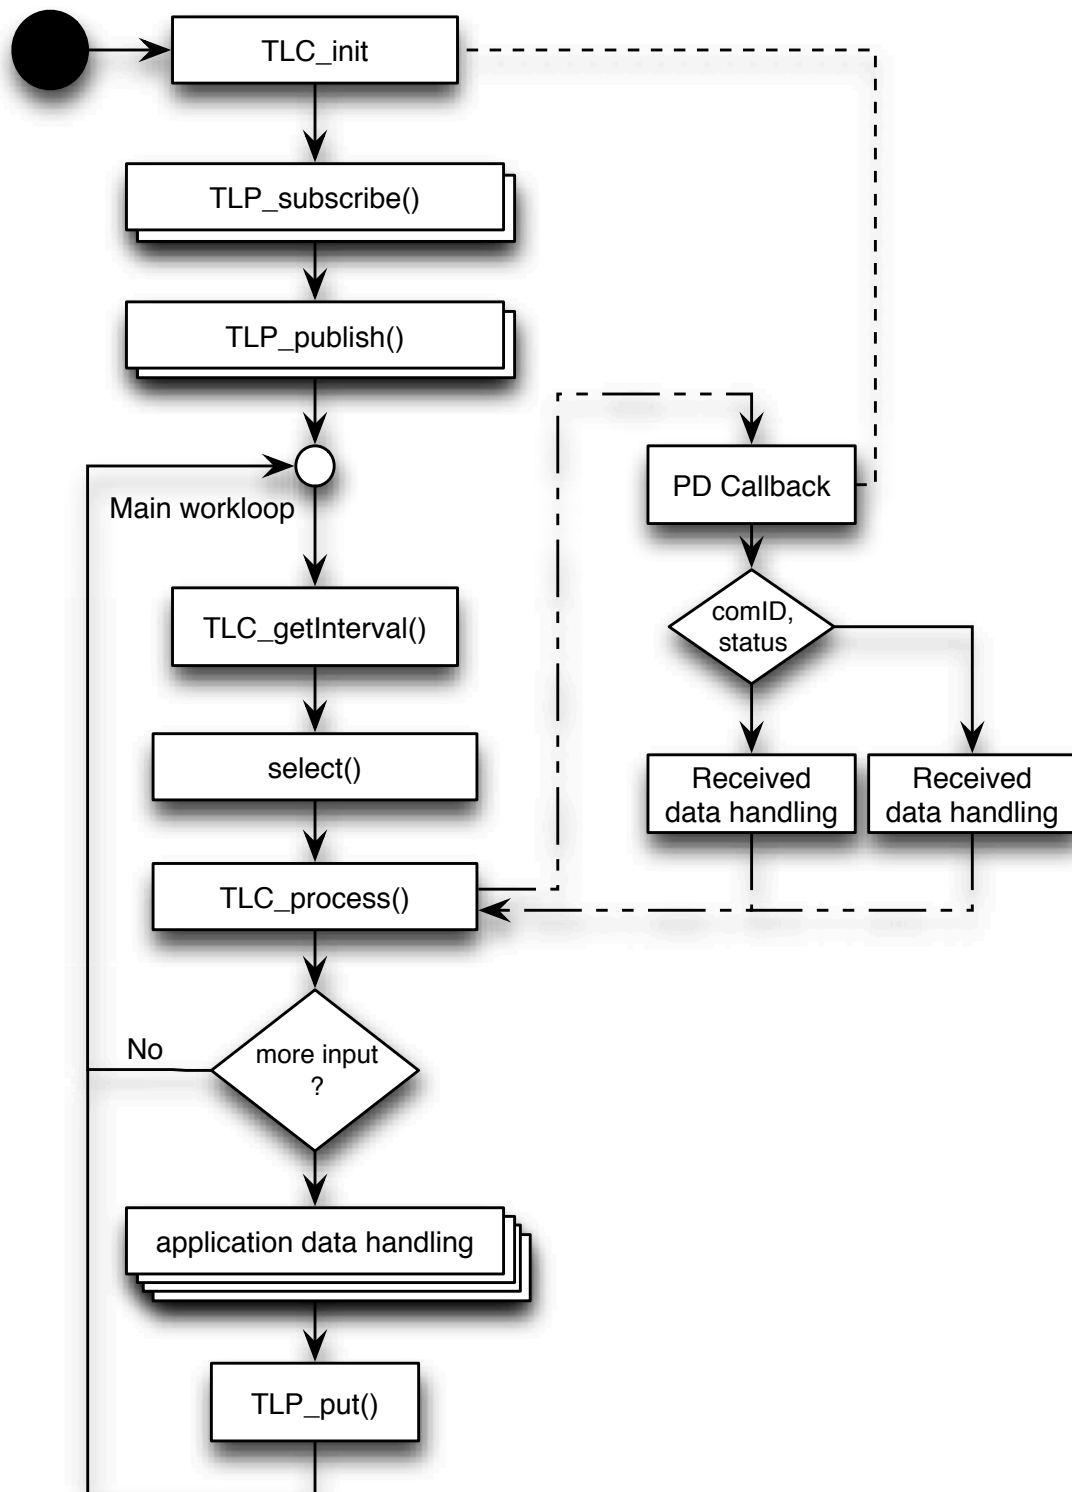 TLC_init
TLP_subscribe()
TLP_publish()
Main workloop
TLC_getInterval()
select()
TLC_process()
more input
?
No
application data handling
TLP_put()
PD Callback
comID,
status
Received
data handling
Received
data handling